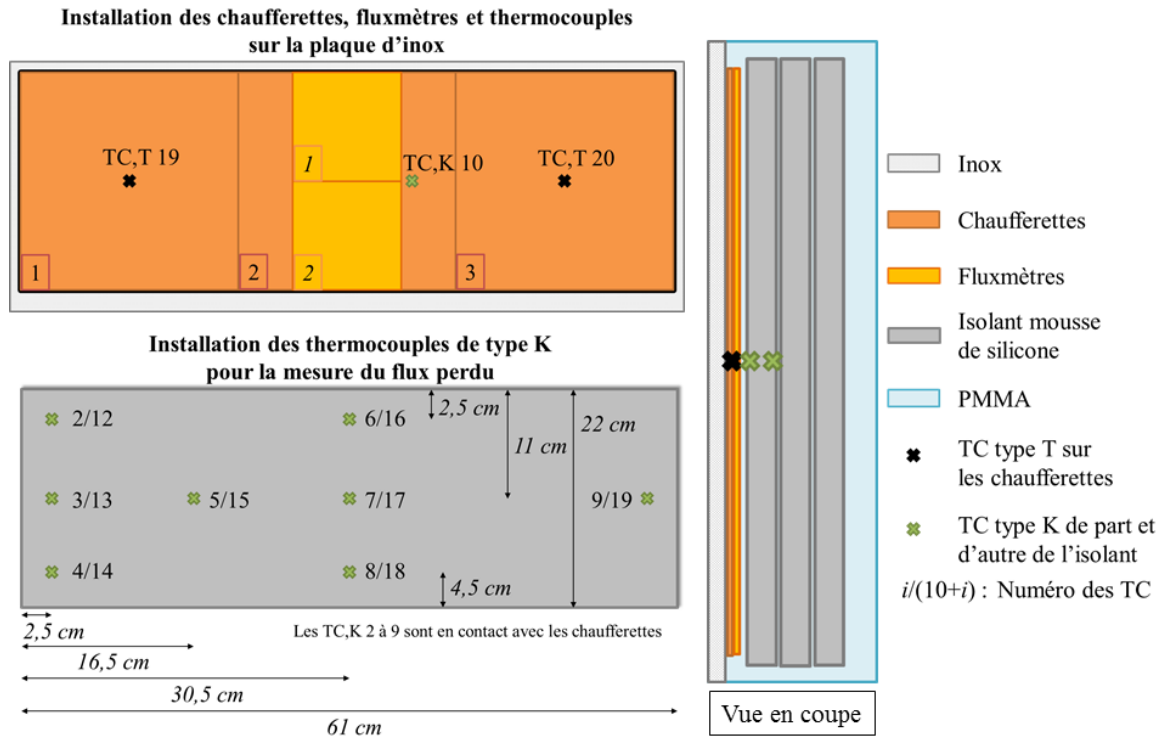 Installation des chaufferettes, fluxmètres et thermocouples
sur la plaque d'inox
TC,T 19
TC,K 10
TC,T 20
1
1
2
2
3
Installation des thermocouples de type K
pour la mesure du flux perdu
2/12
6/16
2,5 cm
22 cm
11 cm
3/13
5/15
7/17
9/19
4/14
8/18
4,5 cm
2,5 cm
Les TC,K 2 à 9 sont en contact avec les chaufferettes
16,5 cm
30,5 cm
61 cm
Vue en coupe
Inox
Chaufferettes
Fluxmètres
Isolant mousse
de silicone
PMMA
TC type T sur
les chaufferettes
TC type K de part et
d'autre de l'isolant
i/(10+i) : Numéro des TC